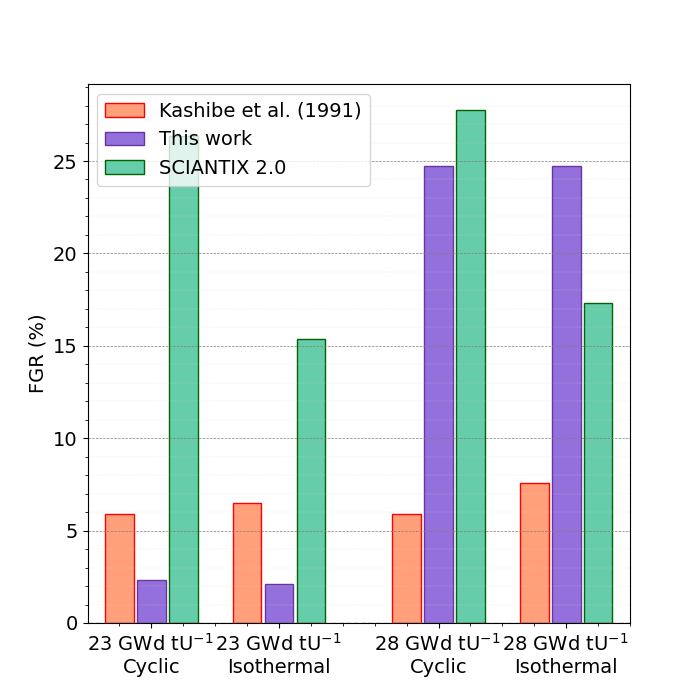 Kashibe et al. (1991)
This work
SCIANTIX 2.0
FGR (%)
25
20
15
10
5
0
23 GWd tU⁻¹ 23 GWd tU⁻¹ 28 GWd tU⁻¹ 28 GWd tU⁻¹
Cyclic Isothermal Cyclic Isothermal